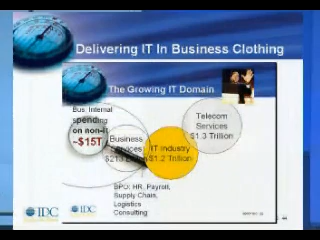 Delivering IT In Business Clothing
The Growing IT Domain
Bus. Internal
spending
on non-IT
~$15T
Business
Services
Telecom
Services
$1.3 Trillion
IT Industry
$1.2 Trillion
BPO: HR, Payroll,
Supply Chain,
Logistics
Consulting
IDC
IDC